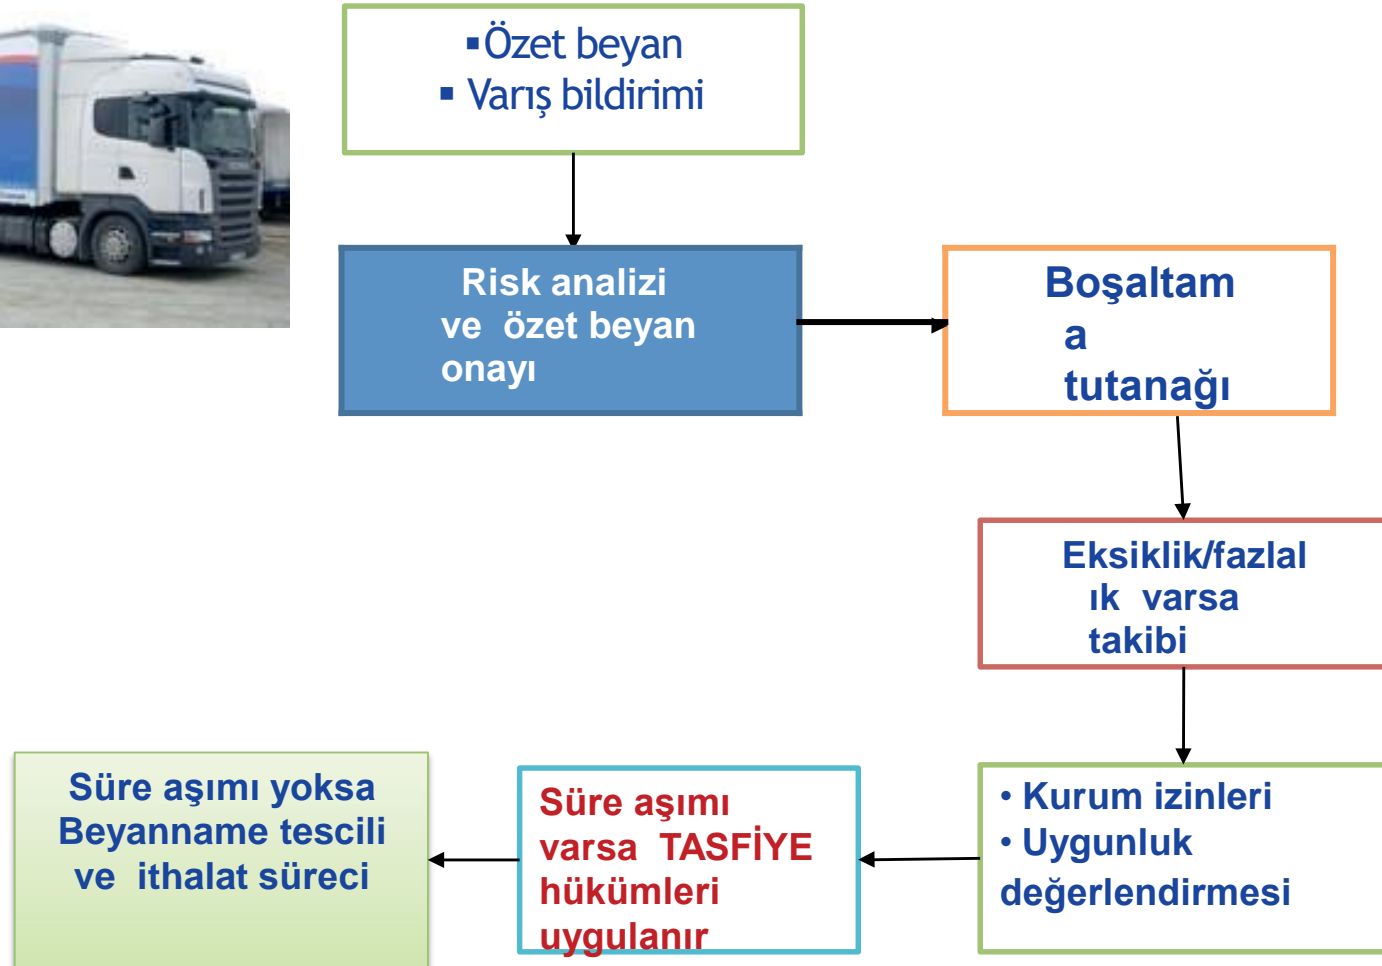 ▪Özet beyan
▪ Varış bildirimi
Risk analizi
ve özet beyan
onayı
Boşaltam
a
tutanağı
Eksiklik/fazlal
ık varsa
takibi
• Kurum izinleri
• Uygunluk
değerlendirmesi
Süre aşımı
varsa TASFİYE
hükümleri
uygulanır
Süre aşımı yoksa
Beyanname tescili
ve ithalat süreci